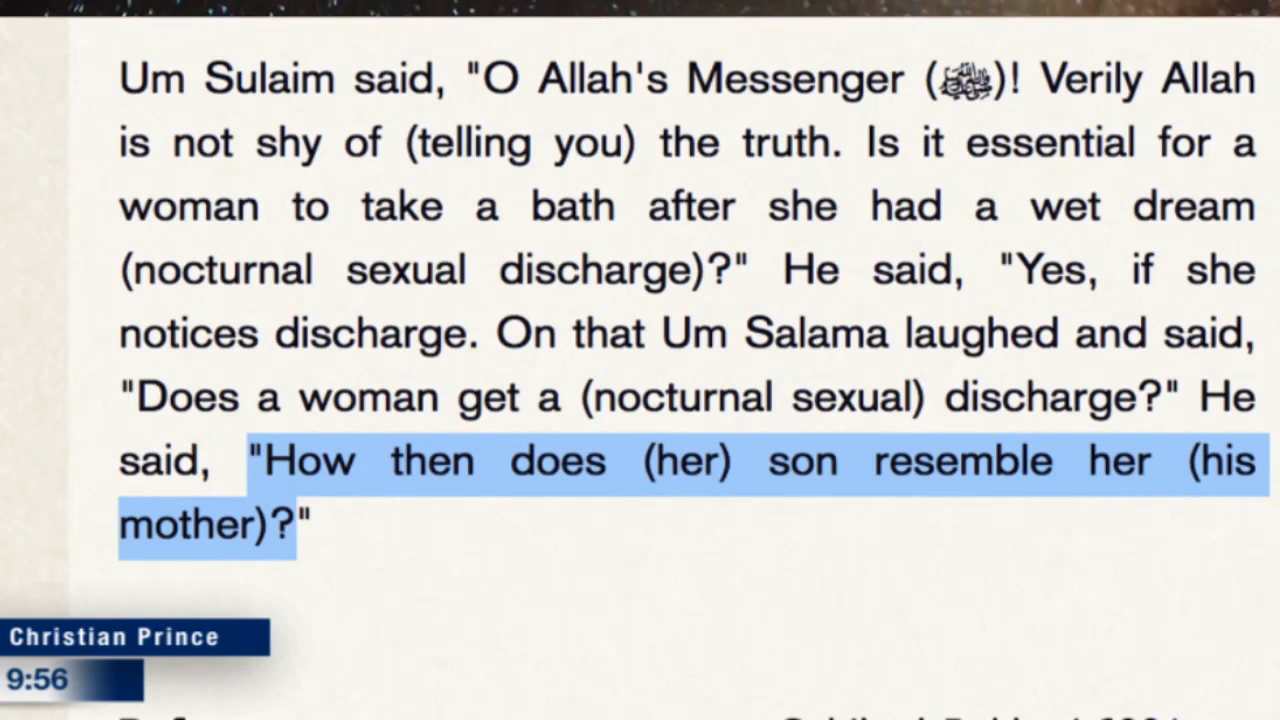 Um Sulaim said, "O Allah's Messenger (ﷺ)! Verily Allah
is not shy of (telling you) the truth. Is it essential for a
woman to take a bath after she had a wet dream
(nocturnal sexual discharge)?" He said, "Yes, if she
notices discharge. On that Um Salama laughed and said,
"Does a woman get a (nocturnal sexual) discharge?" He
said, "How then does (her) son resemble her (his
mother)?"
Christian Prince
9:56